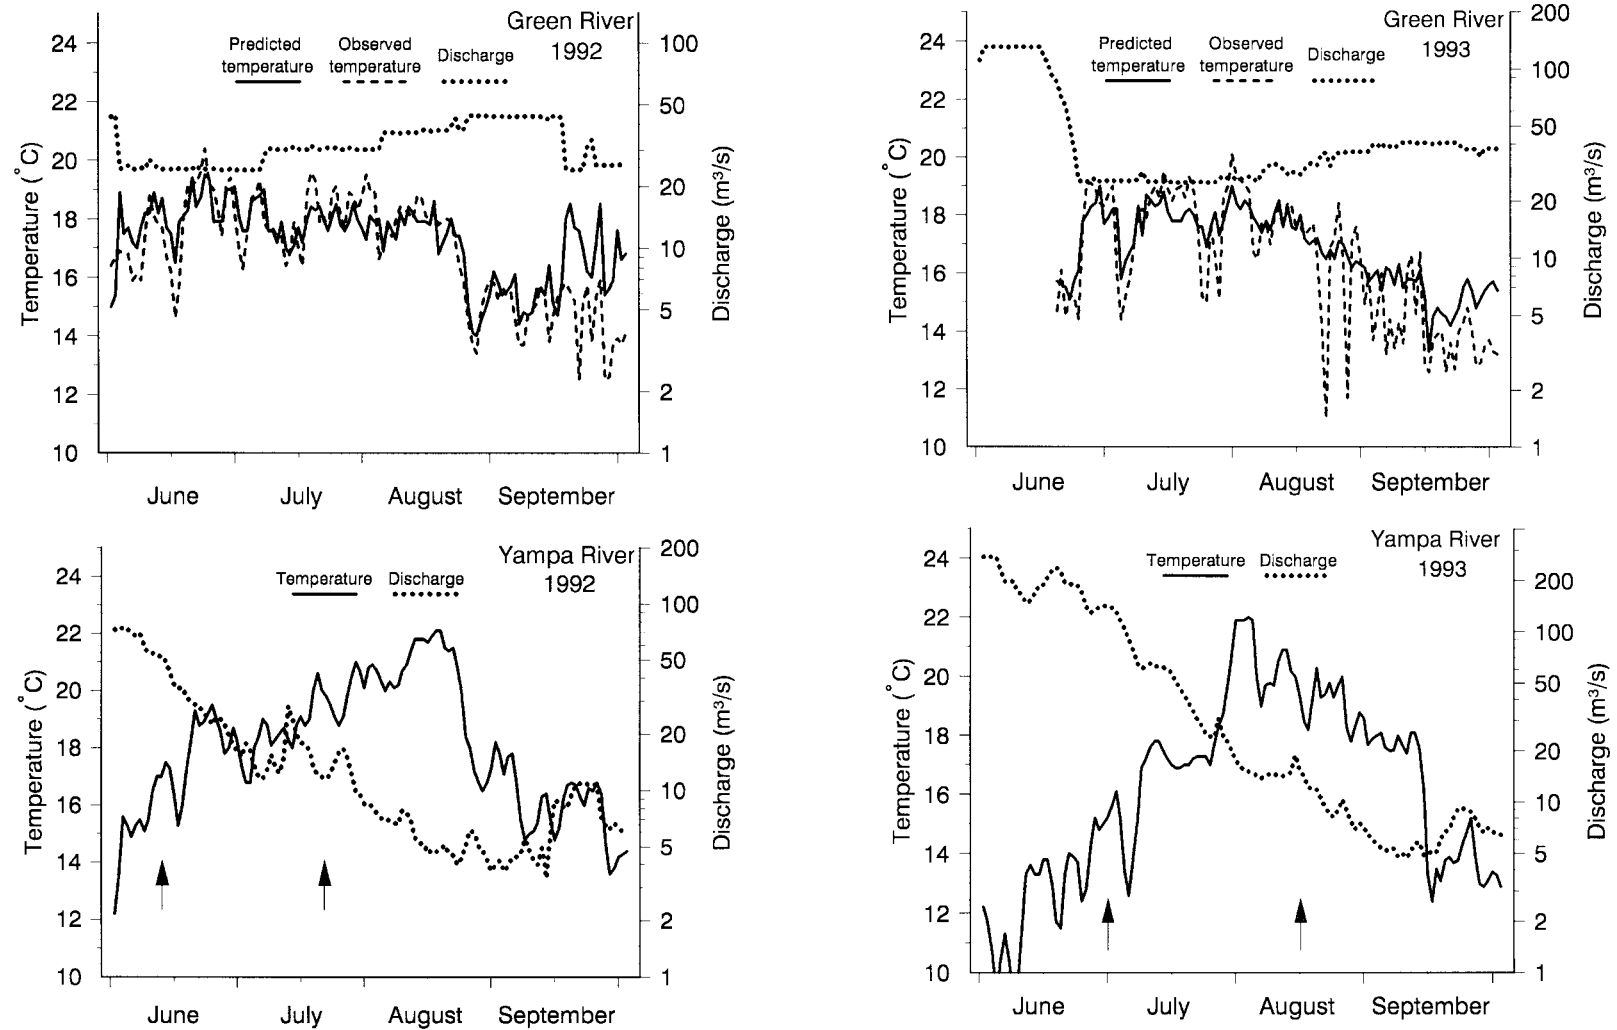 Green River
1992
Predicted
temperature
Observed
temperature
Discharge
24
22
20
18
16
14
12
10
Temperature (°C)
100
50
20
10
5
2
1
Discharge (m³/s)
June
July
August
September
Green River
1993
Predicted
temperature
Observed
temperature
Discharge
24
22
20
18
16
14
12
10
Temperature (°C)
200
100
50
20
10
5
2
1
Discharge (m³/s)
June
July
August
September
Yampa River
1992
Temperature
Discharge
24
22
20
18
16
14
12
10
Temperature (°C)
200
100
50
20
10
5
2
1
Discharge (m³/s)
June
July
August
September
Yampa River
1993
Temperature
Discharge
24
22
20
18
16
14
12
10
Temperature (°C)
200
100
50
20
10
5
2
1
Discharge (m³/s)
June
July
August
September